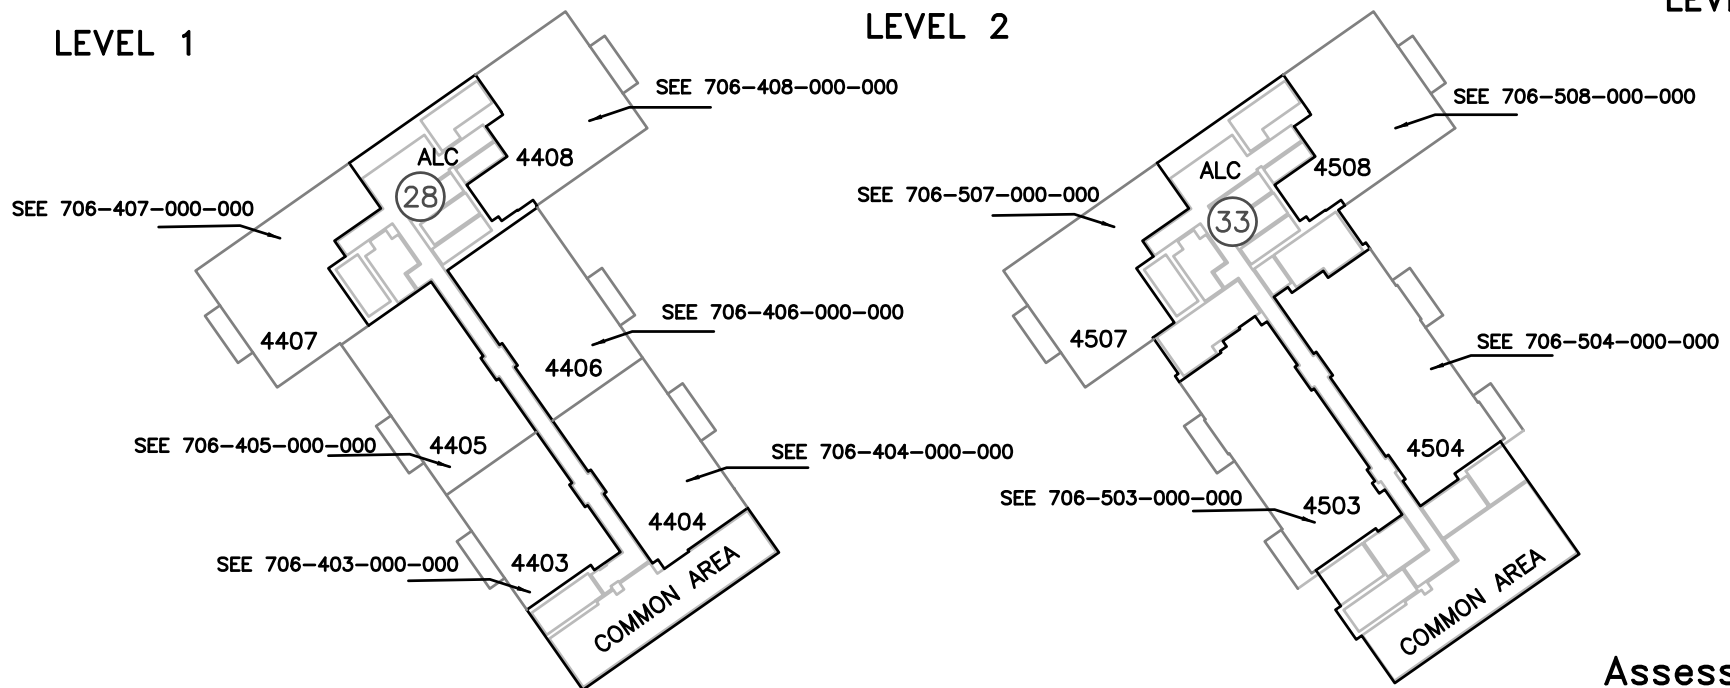 LEVEL 1
SEE 706-408-000-000
ALC
4408
28
SEE 706-407-000-000
4407
SEE 706-406-000-000
4406
SEE 706-405-000-000
4405
SEE 706-404-000-000
4404
SEE 706-403-000-000
4403
COMMON AREA
LEVEL 2
SEE 706-508-000-000
ALC
4508
33
SEE 706-507-000-000
4507
SEE 706-504-000-000
4504
SEE 706-503-000-000
4503
COMMON AREA
LEV
Assess